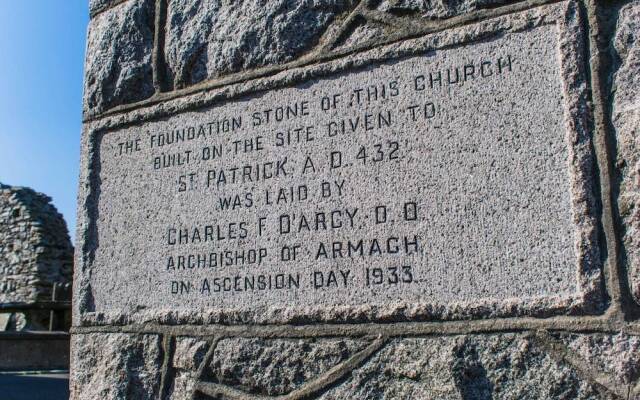 THE FOUNDATION STONE OF THIS CHURCH
BUILT ON THE SITE GIVEN TO
ST. PATRICK. A. D. 432.
WAS LAID BY
CHARLES F. D'ARCY. D. D.
ARCHBISHOP OF ARMAGH.
ON ASCENSION DAY. 1933.